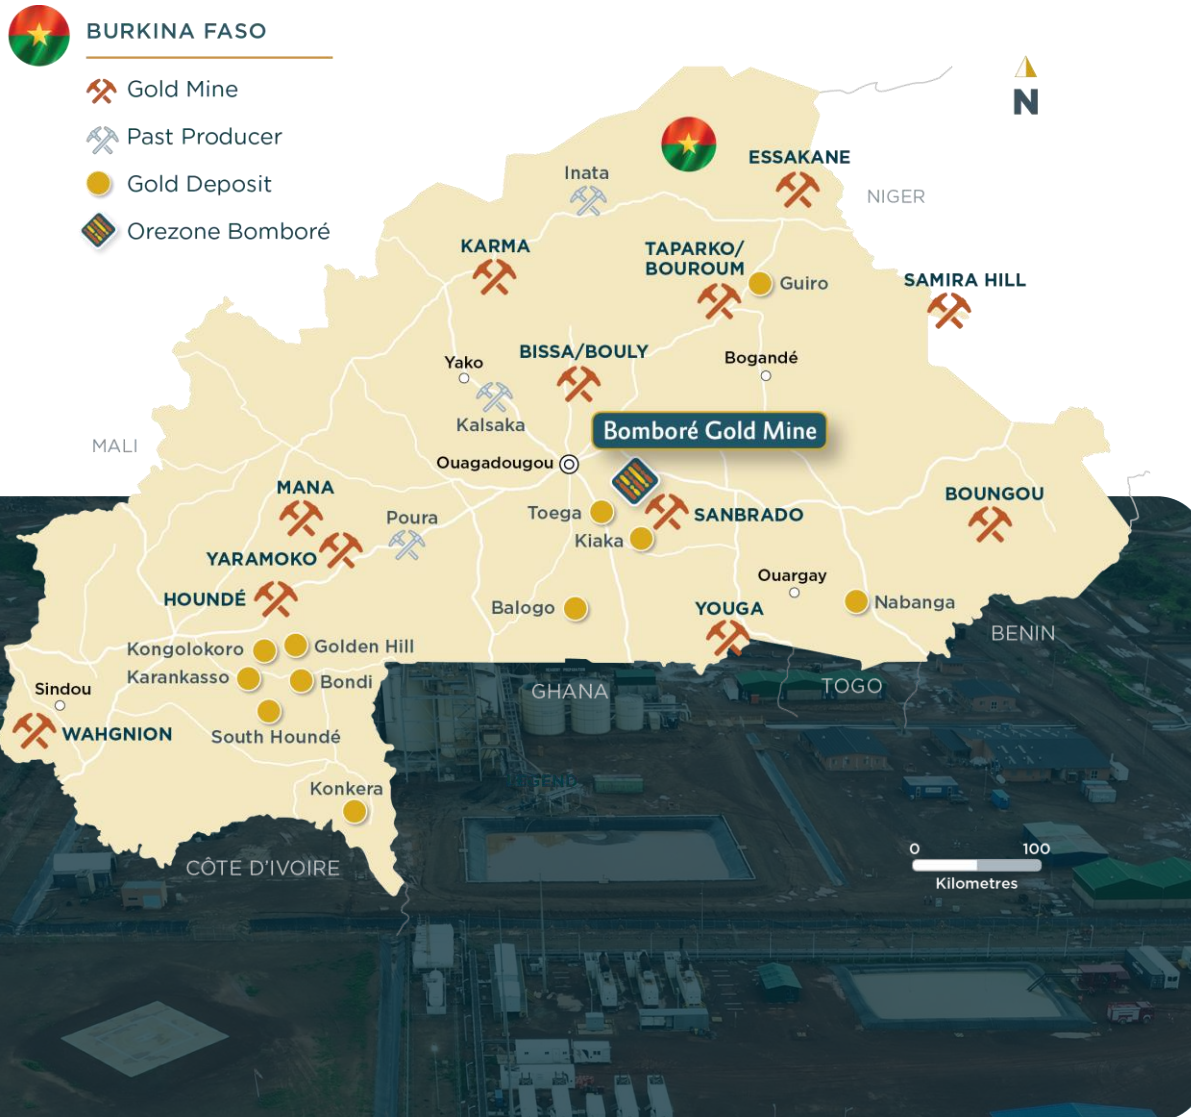 BURKINA FASO
Gold Mine
Past Producer
Gold Deposit
Orezone Bomboré
N
ESSAKANE
Inata
NIGER
KARMA
TAPARKO/
BOUROUM
Guiro
SAMIRA HILL
BISSA/BOULY
Yako
Bogandé
Kalsaka
Bomboré Gold Mine
MALI
Ouagadougou
MANA
BOUNGOU
Poura
Toega
SANBRADO
Kiaka
YARAMOKO
Ouargay
HOUNDÉ
Balogo
YOUGA
Nabanga
BENIN
Kongolokoro
Golden Hill
Karankasso
Bondi
Sindou
GHANA
TOGO
WAHGNION
South Houndé
LEGEND
Konkera
CÔTE D'IVOIRE
0 100
Kilometres